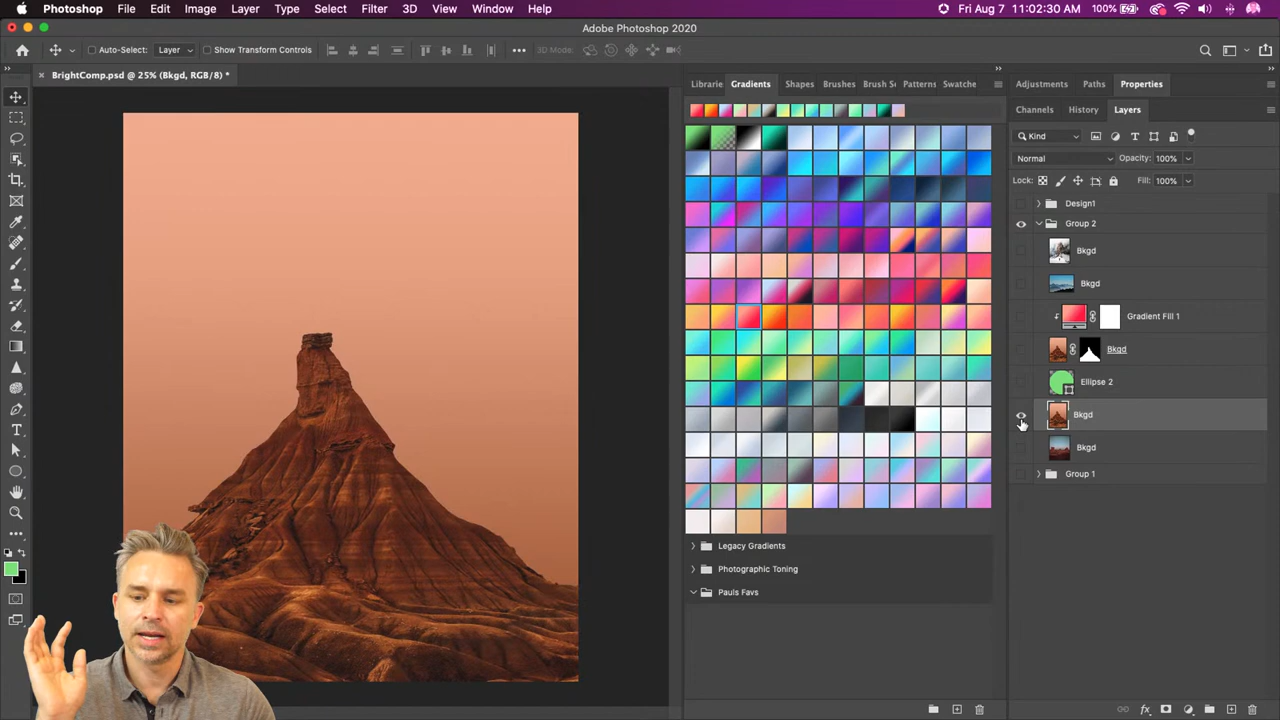 Photoshop File Edit Image Layer Type Select Filter 3D View Window Help
100% Fri Aug 7 11:02:30 AM
Adobe Photoshop 2020
Auto-Select: Layer Show Transform Controls 3D Mode:
BrightComp.psd @ 25% (Bkgd, RGB/8) *
Librarie Gradients Shapes Brushes Brush Se Patterns Swatche
Legacy Gradients
Photographic Toning
Pauls Favs
Adjustments Paths Properties
Channels History Layers
Kind
Normal Opacity: 100%
Lock: Fill: 100%
Design1
Group 2
Bkgd
Bkgd
Gradient Fill 1
Bkgd
Ellipse 2
Bkgd
Bkgd
Group 1